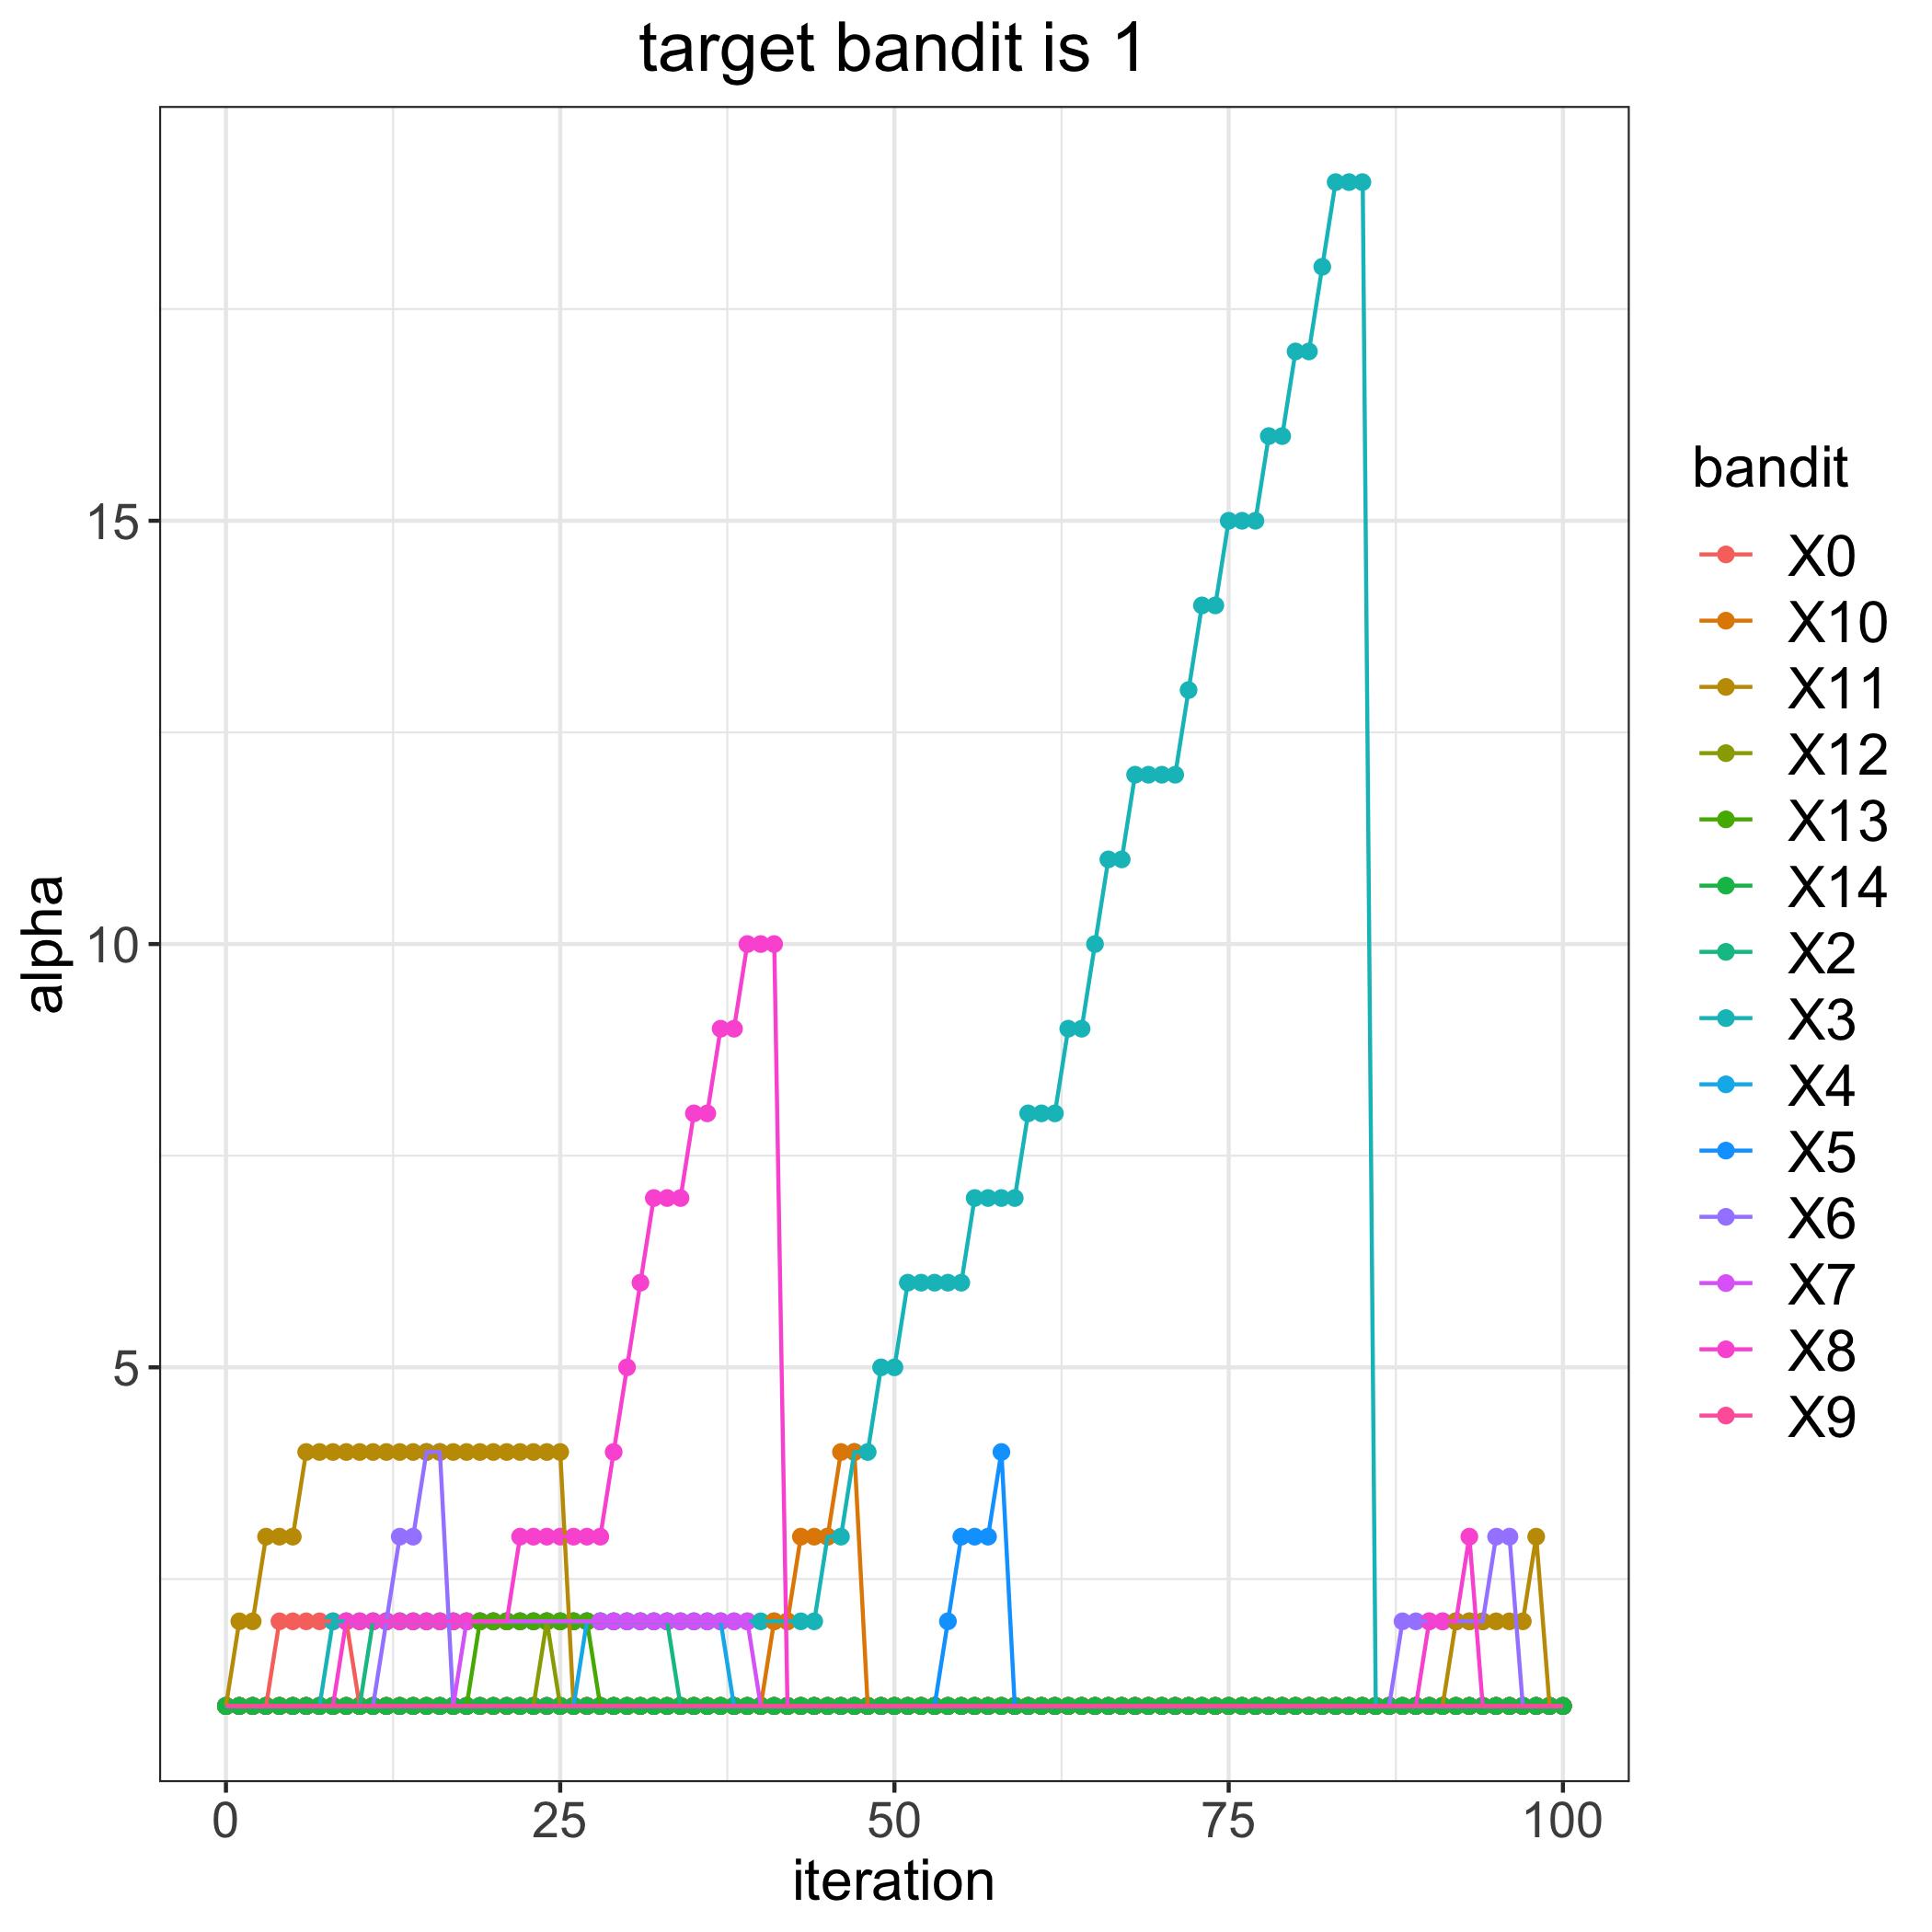 target bandit is 1
alpha
15
10
5
0 25 50 75 100
iteration
bandit
X0
X10
X11
X12
X13
X14
X2
X3
X4
X5
X6
X7
X8
X9